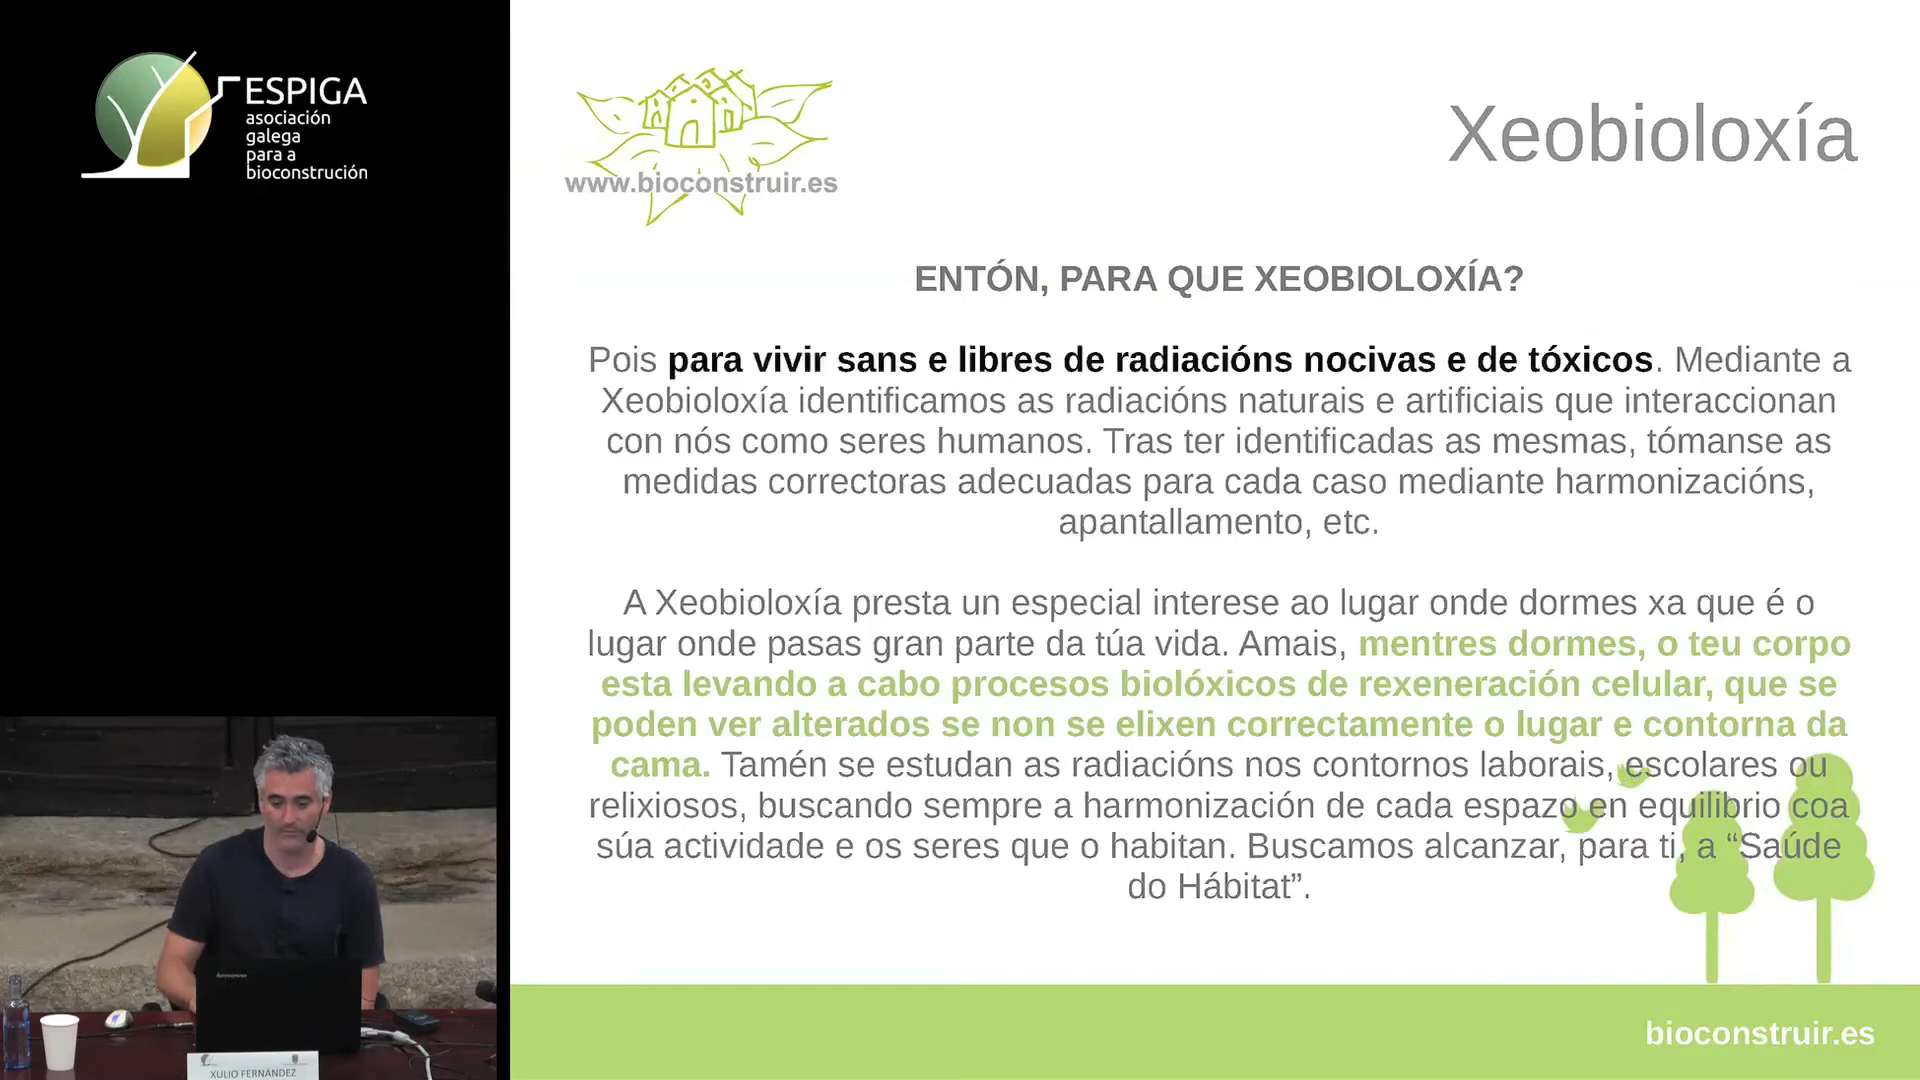 ESPIGA
asociación
galega
para a
bioconstrución
www.bioconstruir.es
Xeobioloxía
ENTÓN, PARA QUE XEOBIOLOXÍA?
Pois para vivir sans e libres de radiacións nocivas e de tóxicos. Mediante a
Xeobioloxía identificamos as radiacións naturais e artificiais que interaccionan
con nós como seres humanos. Tras ter identificadas as mesmas, tómanse as
medidas correctoras adecuadas para cada caso mediante harmonizacións,
apantallamento, etc.
A Xeobioloxía presta un especial interese ao lugar onde dormes xa que é o
lugar onde pasas gran parte da túa vida. Amais, mentres dormes, o teu corpo
esta levando a cabo procesos biolóxicos de rexeneración celular, que se
poden ver alterados se non se elixen correctamente o lugar e contorna da
cama. Tamén se estudan as radiacións nos contornos laborais, escolares ou
relixiosos, buscando sempre a harmonización de cada espazo en equilibrio coa
súa actividade e os seres que o habitan. Buscamos alcanzar, para ti, a “Saúde
do Hábitat”.
bioconstruir.es
XULIO FERNÁNDEZ